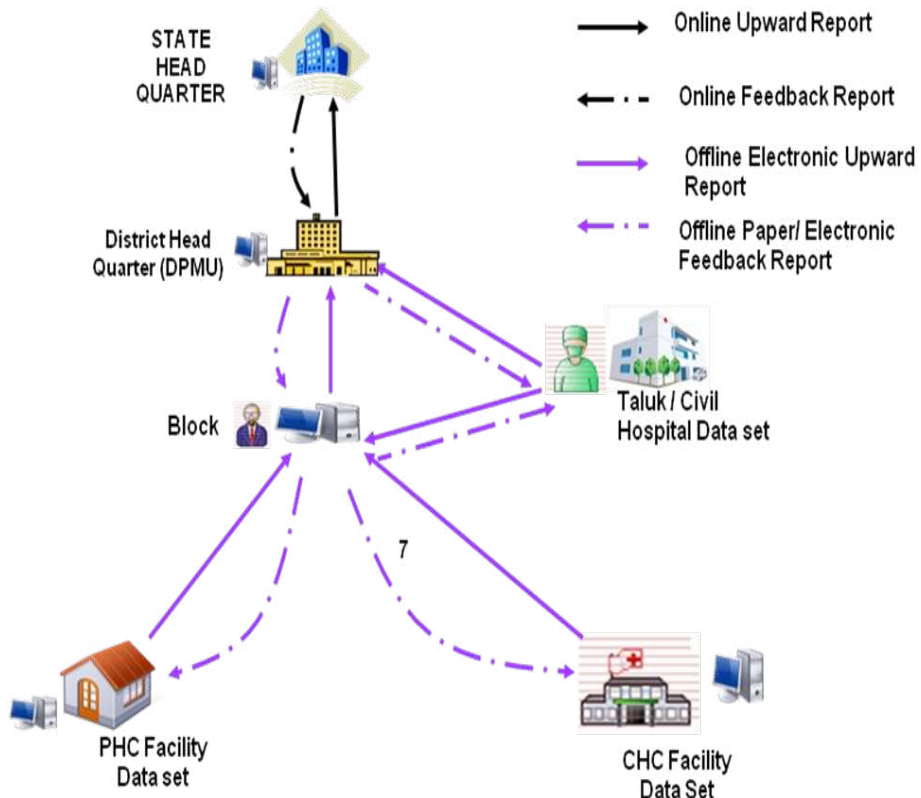 STATE
HEAD
QUARTER
Online Upward Report
Online Feedback Report
Offline Electronic Upward
Report
Offline Paper/ Electronic
Feedback Report
District Head
Quarter (DPMU)
Taluk / Civil
Hospital Data set
Block
7
PHC Facility
Data set
CHC Facility
Data Set